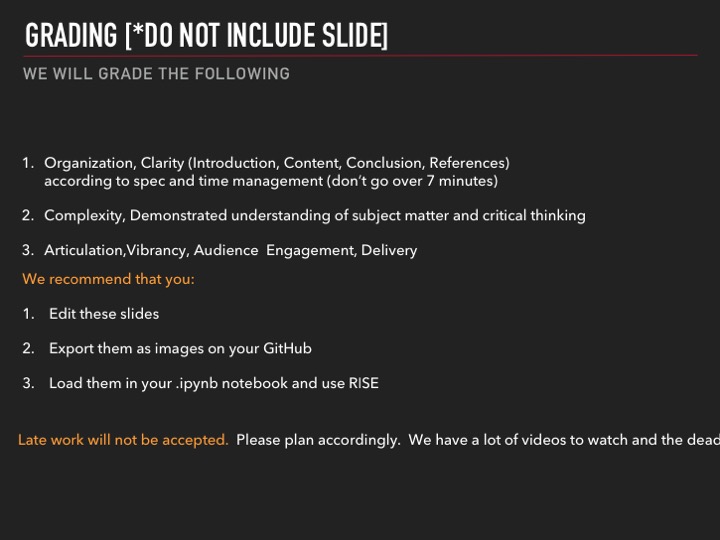 GRADING [*DO NOT INCLUDE SLIDE]
WE WILL GRADE THE FOLLOWING
1. Organization, Clarity (Introduction, Content, Conclusion, References)
according to spec and time management (don't go over 7 minutes)
2. Complexity, Demonstrated understanding of subject matter and critical thinking
3. Articulation,Vibrancy, Audience Engagement, Delivery
We recommend that you:
1. Edit these slides
2. Export them as images on your GitHub
3. Load them in your .ipynb notebook and use RISE
Late work will not be accepted. Please plan accordingly. We have a lot of videos to watch and the dead